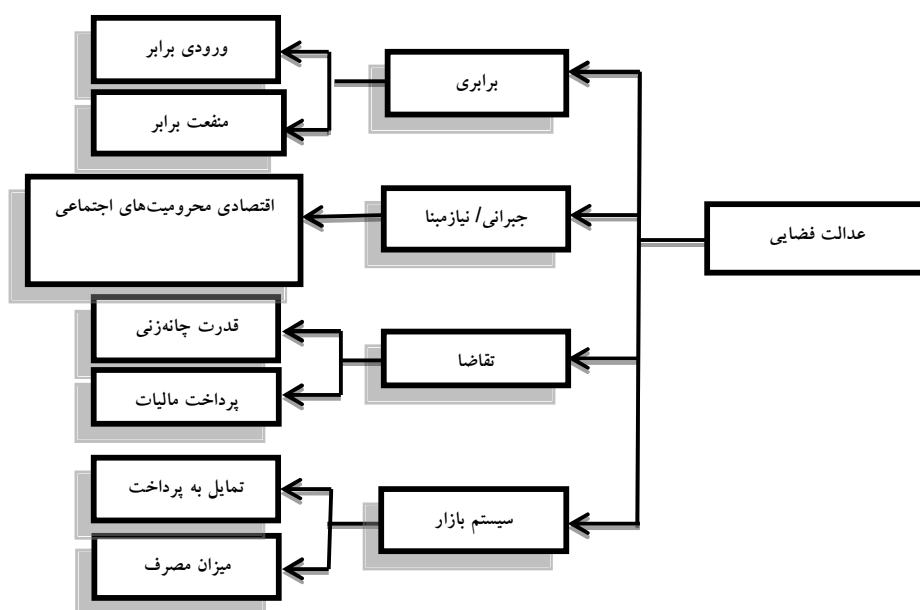 عدالت فضایی
برابری
ورودی برابر
منفعت برابر
جبرانی/ نیازمبنا
اقتصادی محرومیت‌های اجتماعی
تقاضا
قدرت چانه‌زنی
پرداخت مالیات
سیستم بازار
تمایل به پرداخت
میزان مصرف